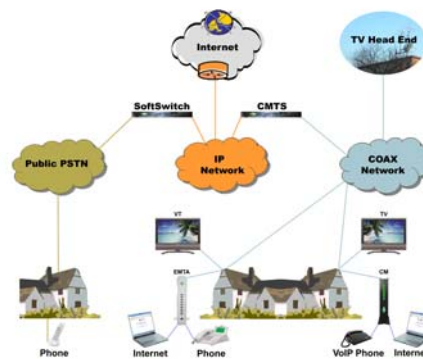 Internet
TV Head End
SoftSwitch
CMTS
Public PSTN
IP
Network
COAX
Network
VT
TV
EMTA
CM
Phone
Internet
Phone
VoIP Phone
Internet